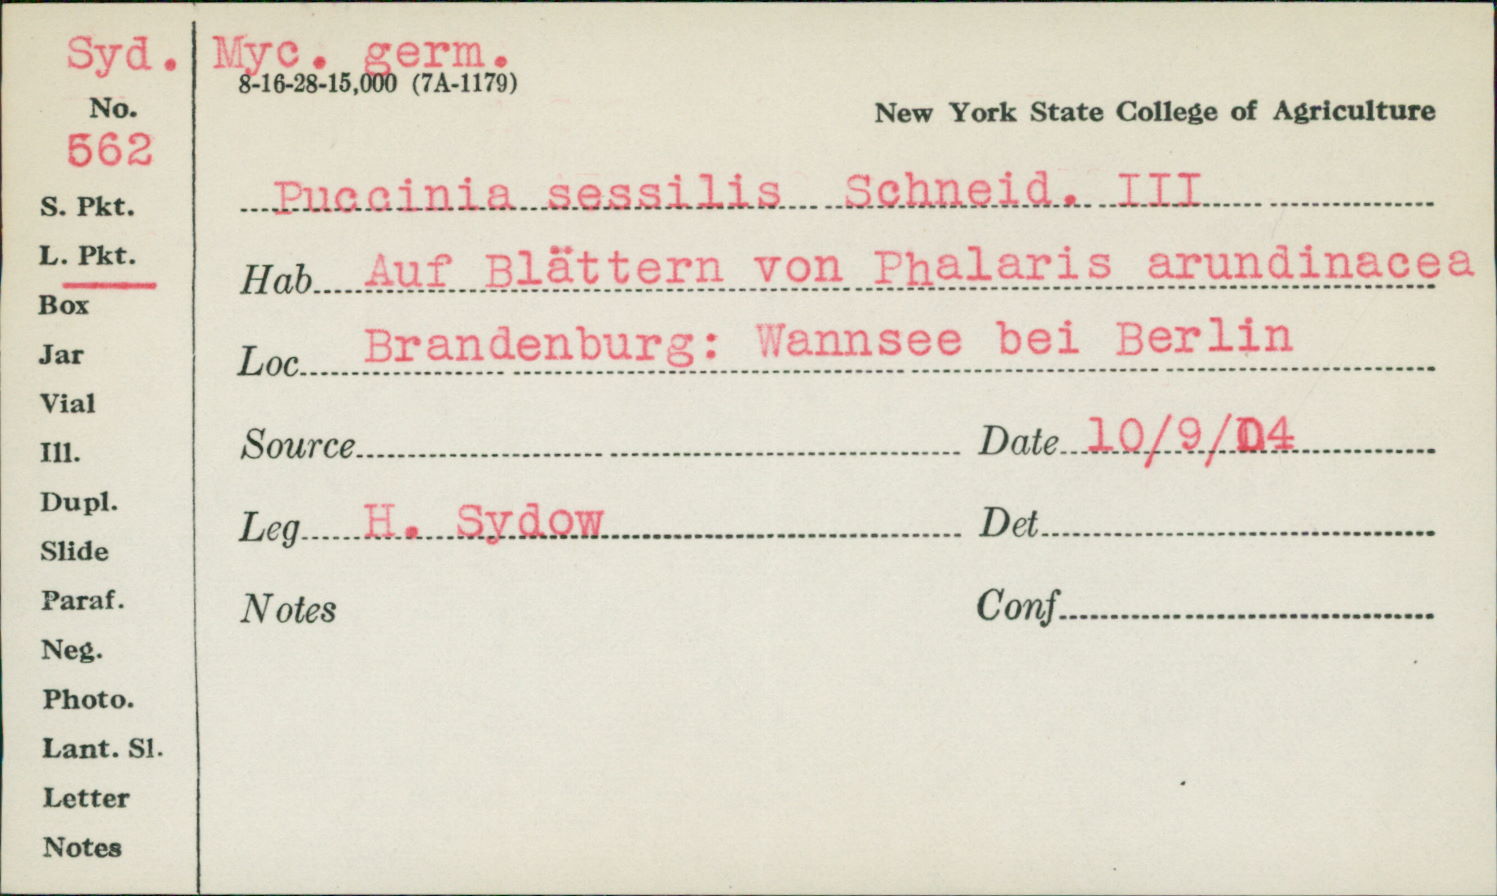 Syd. Myc. germ.
8-16-28-15,000 (7A-1179)
No.
New York State College of Agriculture
562
Puccinia sessilis Schneid. III
S. Pkt.
L. Pkt.
Hab Auf Blättern von Phalaris arundinacea
Box
Jar
Loc Brandenburg: Wannsee bei Berlin
Vial
Ill.
Source Date 10/9/04
Dupl.
Leg H. Sydow Det
Slide
Paraf.
Notes Conf
Neg.
Photo.
Lant. Sl.
Letter
Notes